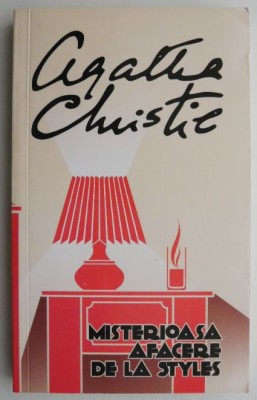 Agatha
Christie
MISTERIOASA
AFACERE
DE LA STYLES